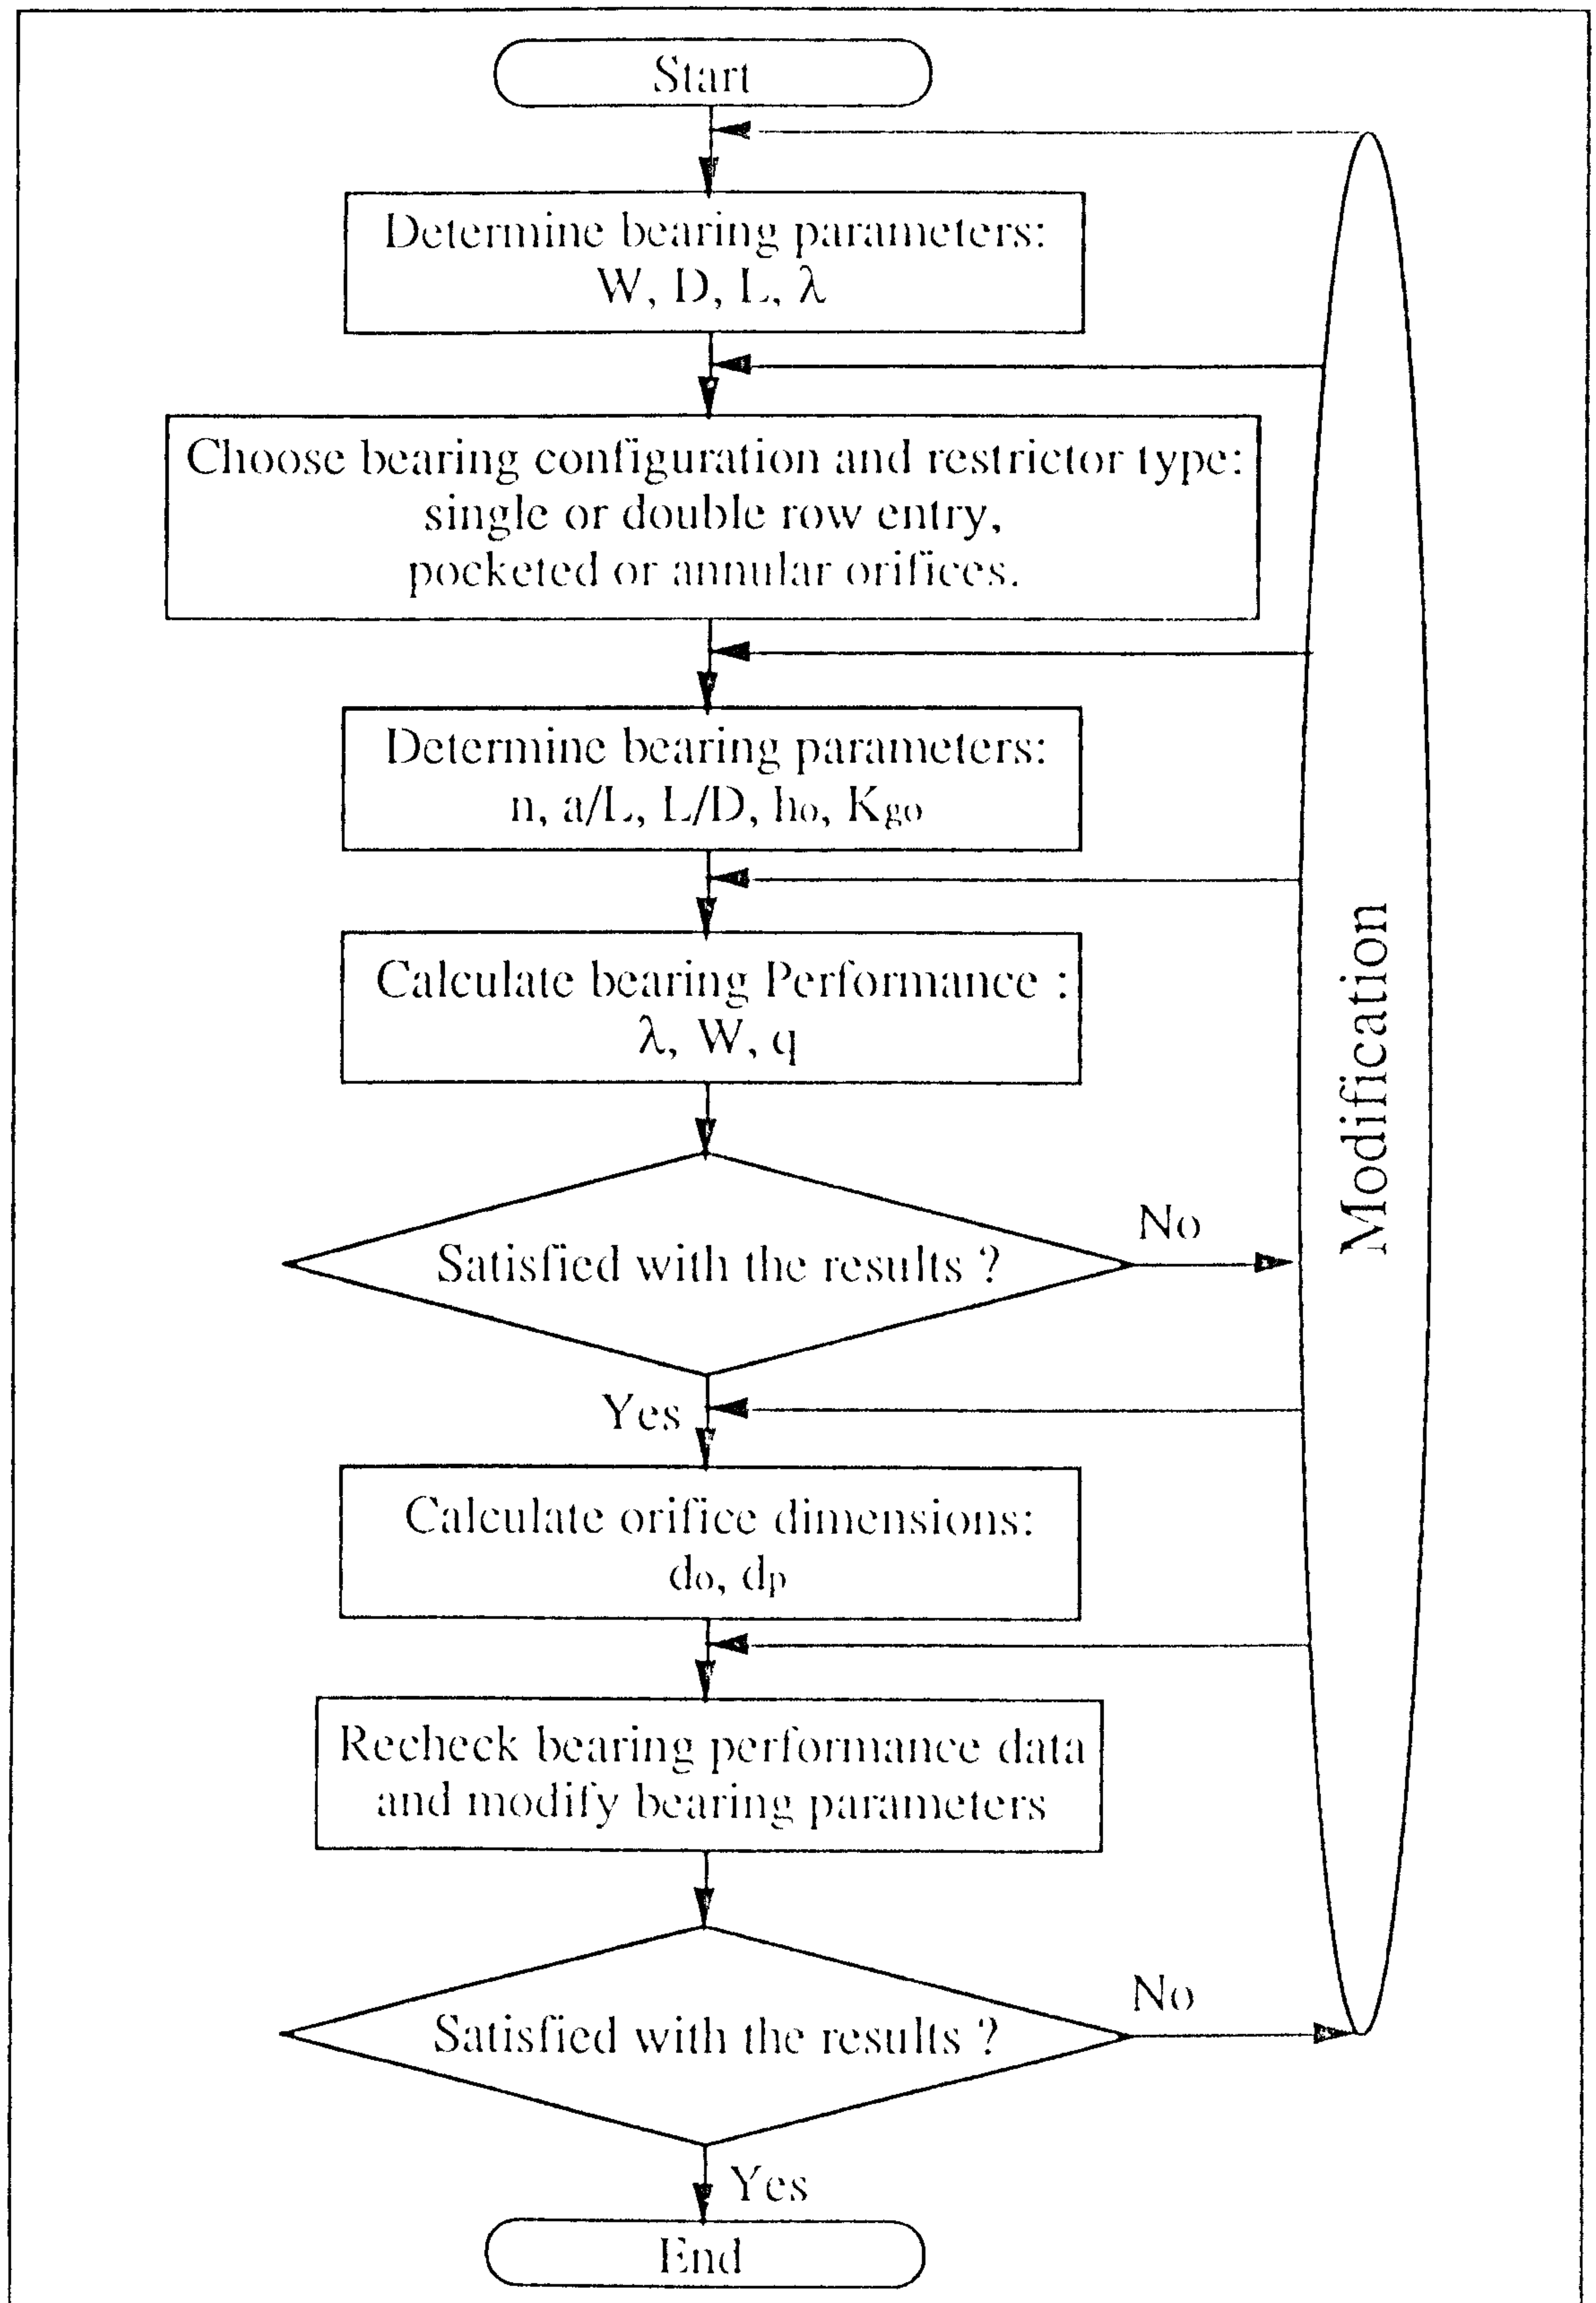 Start
Determine bearing parameters:
W, D, L, λ
Choose bearing configuration and restrictor type:
single or double row entry,
pocketed or annular orifices.
Determine bearing parameters:
n, a/L, L/D, ho, Kgo
Calculate bearing Performance :
λ, W, q
Satisfied with the results ?
No
Yes
Calculate orifice dimensions:
do, dp
Recheck bearing performance data
and modify bearing parameters
Satisfied with the results ?
No
Yes
End
Modification